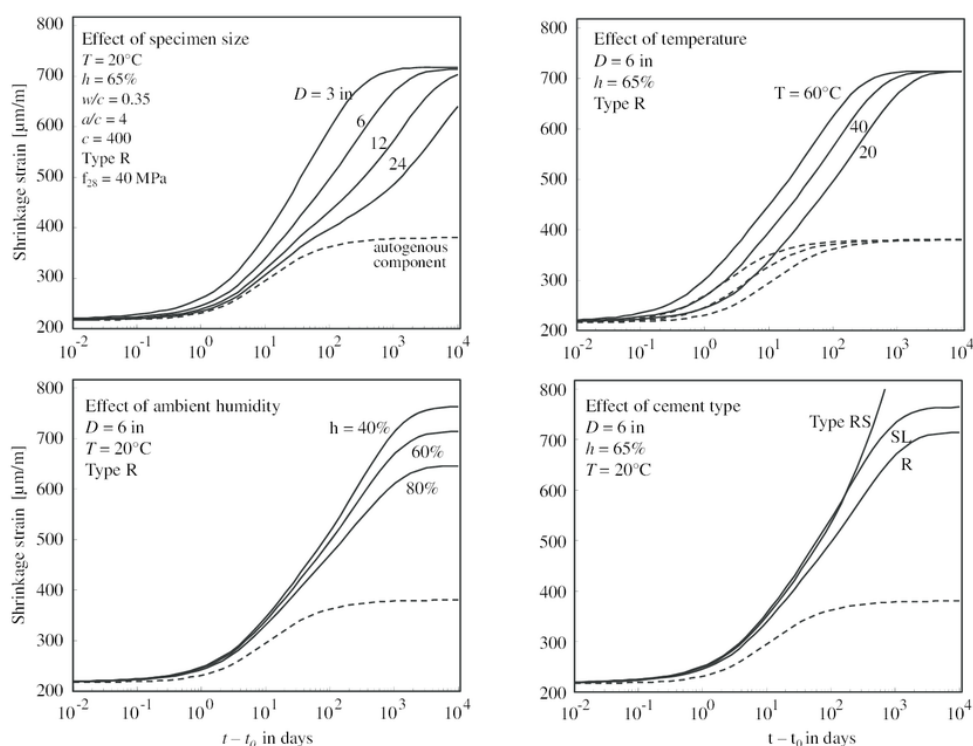 800
700
600
500
400
300
200
Shrinkage strain [μm/m]
Effect of specimen size
T = 20°C
h = 65%
w/c = 0.35
a/c = 4
c = 400
Type R
f28 = 40 MPa
D = 3 in
6
12
24
autogenous
component
10^-2 10^-1 10^0 10^1 10^2 10^3 10^4
800
700
600
500
400
300
200
Effect of temperature
D = 6 in
h = 65%
Type R
T = 60°C
40
20
10^-2 10^-1 10^0 10^1 10^2 10^3 10^4
800
700
600
500
400
300
200
Shrinkage strain [μm/m]
Effect of ambient humidity
D = 6 in
T = 20°C
Type R
h = 40%
60%
80%
10^-2 10^-1 10^0 10^1 10^2 10^3 10^4
t – t0 in days
800
700
600
500
400
300
200
Effect of cement type
D = 6 in
h = 65%
T = 20°C
Type RS
SL
R
10^-2 10^-1 10^0 10^1 10^2 10^3 10^4
t – t0 in days